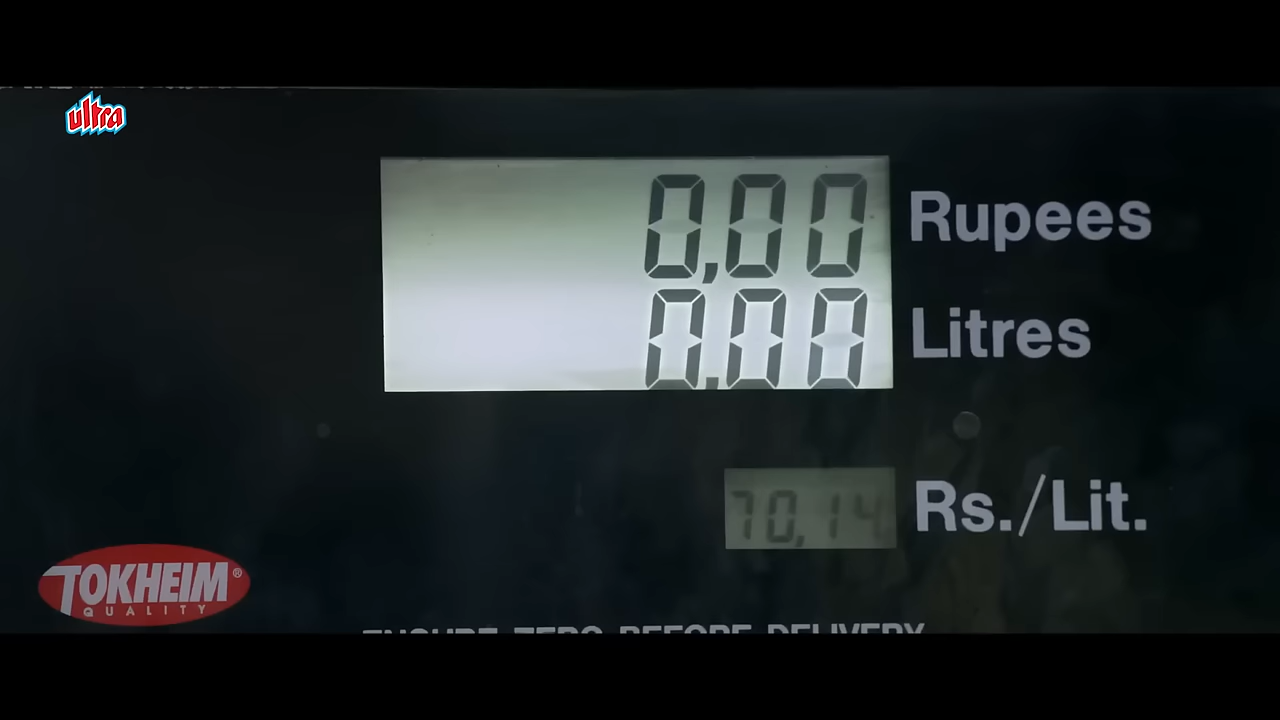 ultra
0,00 Rupees
0.00 Litres
70,14 Rs./Lit.
TOKHEIM®
QUALITY
ENSURE ZERO BEFORE DELIVERY